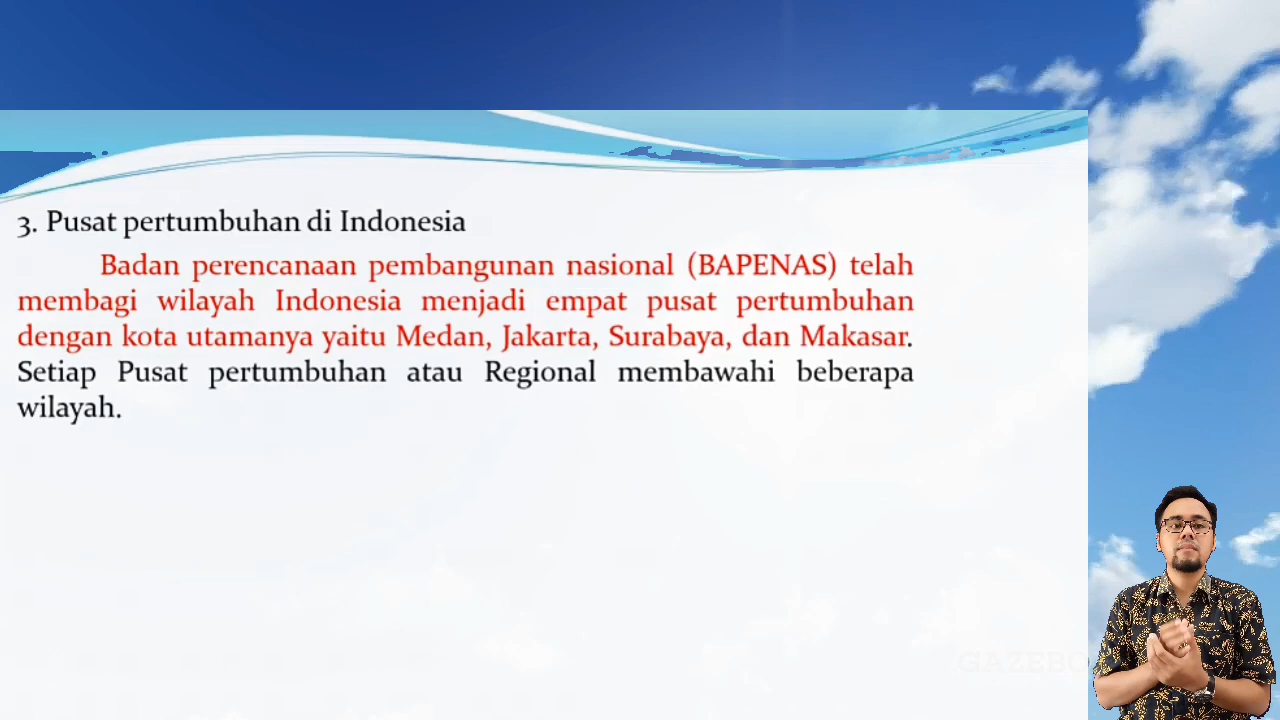 3. Pusat pertumbuhan di Indonesia
Badan perencanaan pembangunan nasional (BAPENAS) telah
membagi wilayah Indonesia menjadi empat pusat pertumbuhan
dengan kota utamanya yaitu Medan, Jakarta, Surabaya, dan Makasar.
Setiap Pusat pertumbuhan atau Regional membawahi beberapa
wilayah.
GAZEBO